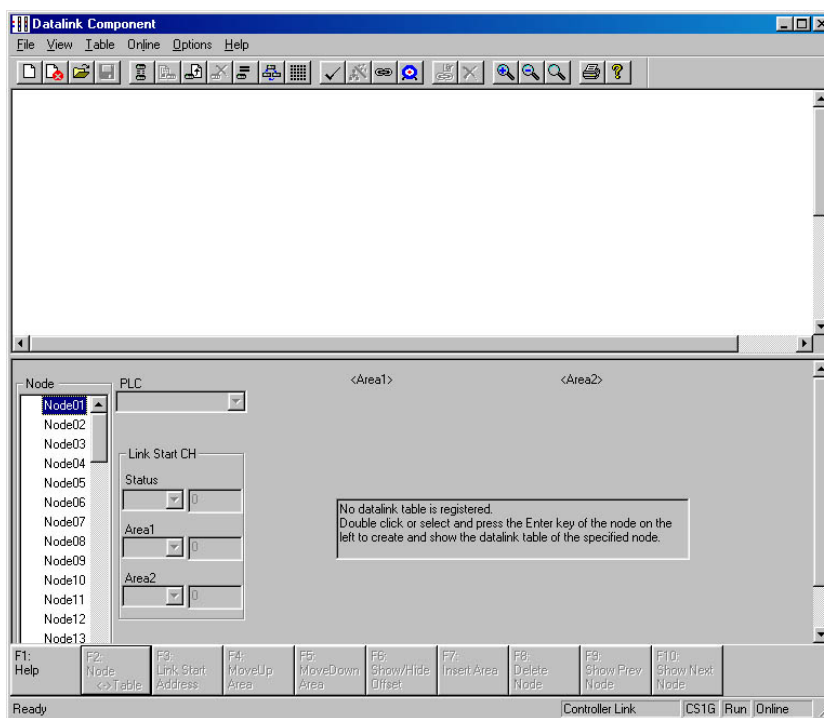 Datalink Component
File View Table Online Options Help
Node
PLC
<Area1>
<Area2>
Node01
Node02
Node03
Node04
Node05
Node06
Node07
Node08
Node09
Node10
Node11
Node12
Node13
Link Start CH
Status
0
Area1
0
Area2
0
No datalink table is registered.
Double click or select and press the Enter key of the node on the
left to create and show the datalink table of the specified node.
F1:
Help
F2:
Node
<->Table
F3:
Link Start
Address
F4:
MoveUp
Area
F5:
MoveDown
Area
F6:
Show/Hide
Offset
F7:
Insert Area
F8:
Delete
Node
F9:
Show Prev
Node
F10:
Show Next
Node
Ready
Controller Link
CS1G
Run
Online